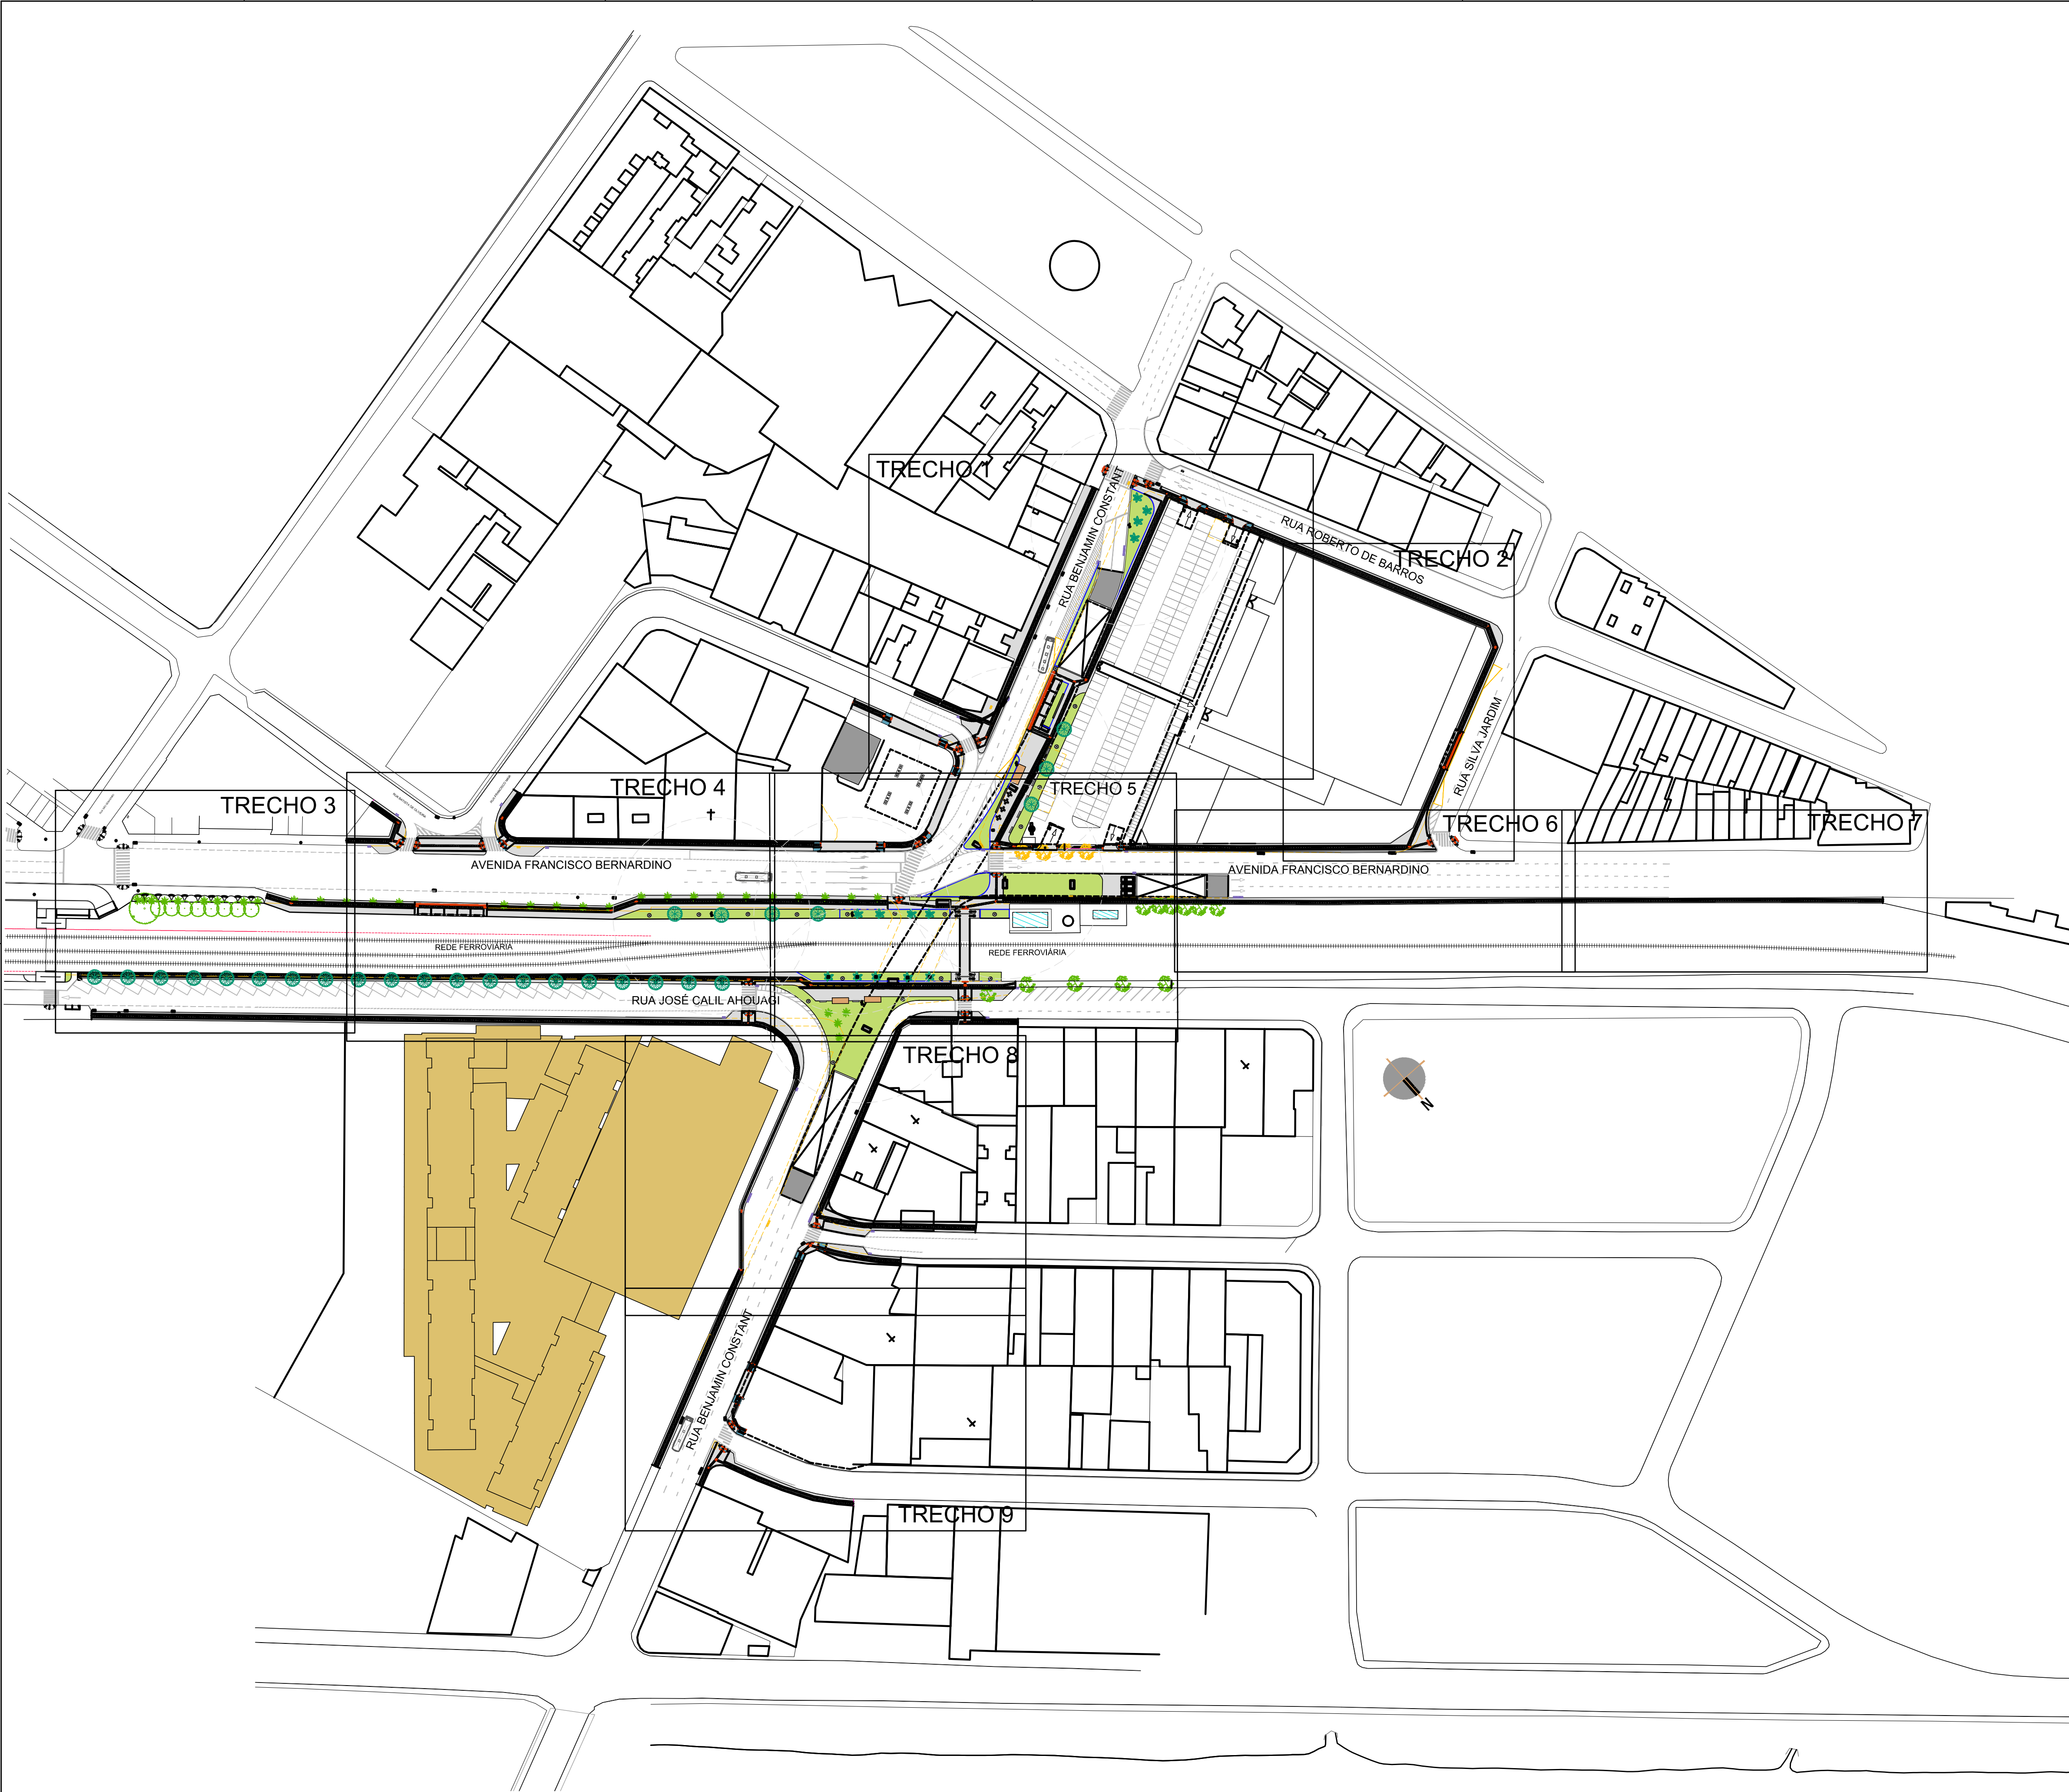 TRECHO 1
RUA BENJAMIN CONSTANT
RUA ROBERTO DE BARROS
TRECHO 2
RUA SILVA JARDIM
TRECHO 3
TRECHO 4
TRECHO 5
TRECHO 6
TRECHO 7
AVENIDA FRANCISCO BERNARDINO
AVENIDA FRANCISCO BERNARDINO
REDE FERROVIÁRIA
REDE FERROVIÁRIA
RUA JOSÉ CALIL AHOUAGI
TRECHO 8
N
RUA BENJAMIN CONSTANT
TRECHO 9